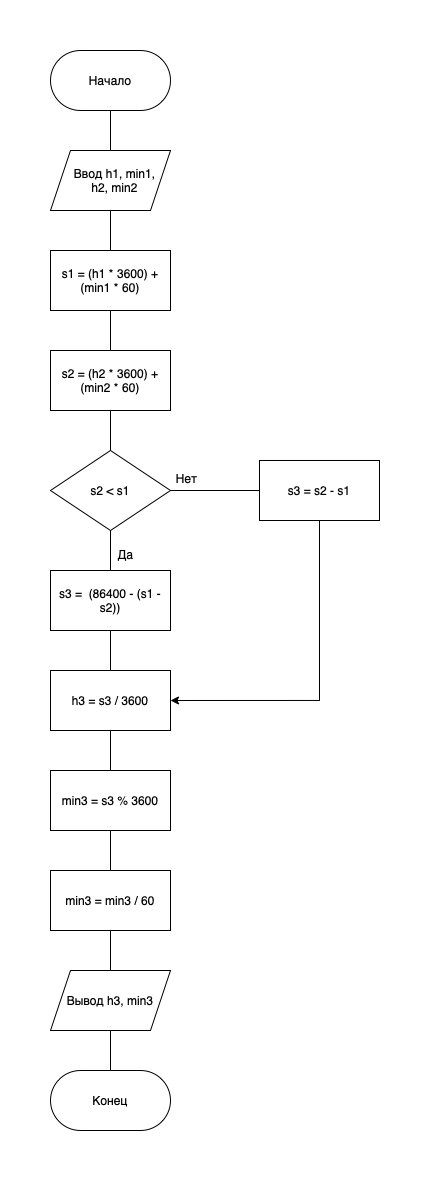 Начало
Ввод h1, min1,
h2, min2
s1 = (h1 * 3600) +
(min1 * 60)
s2 = (h2 * 3600) +
(min2 * 60)
s2 < s1
Нет
s3 = s2 - s1
Да
s3 = (86400 - (s1 -
s2))
h3 = s3 / 3600
min3 = s3 % 3600
min3 = min3 / 60
Вывод h3, min3
Конец